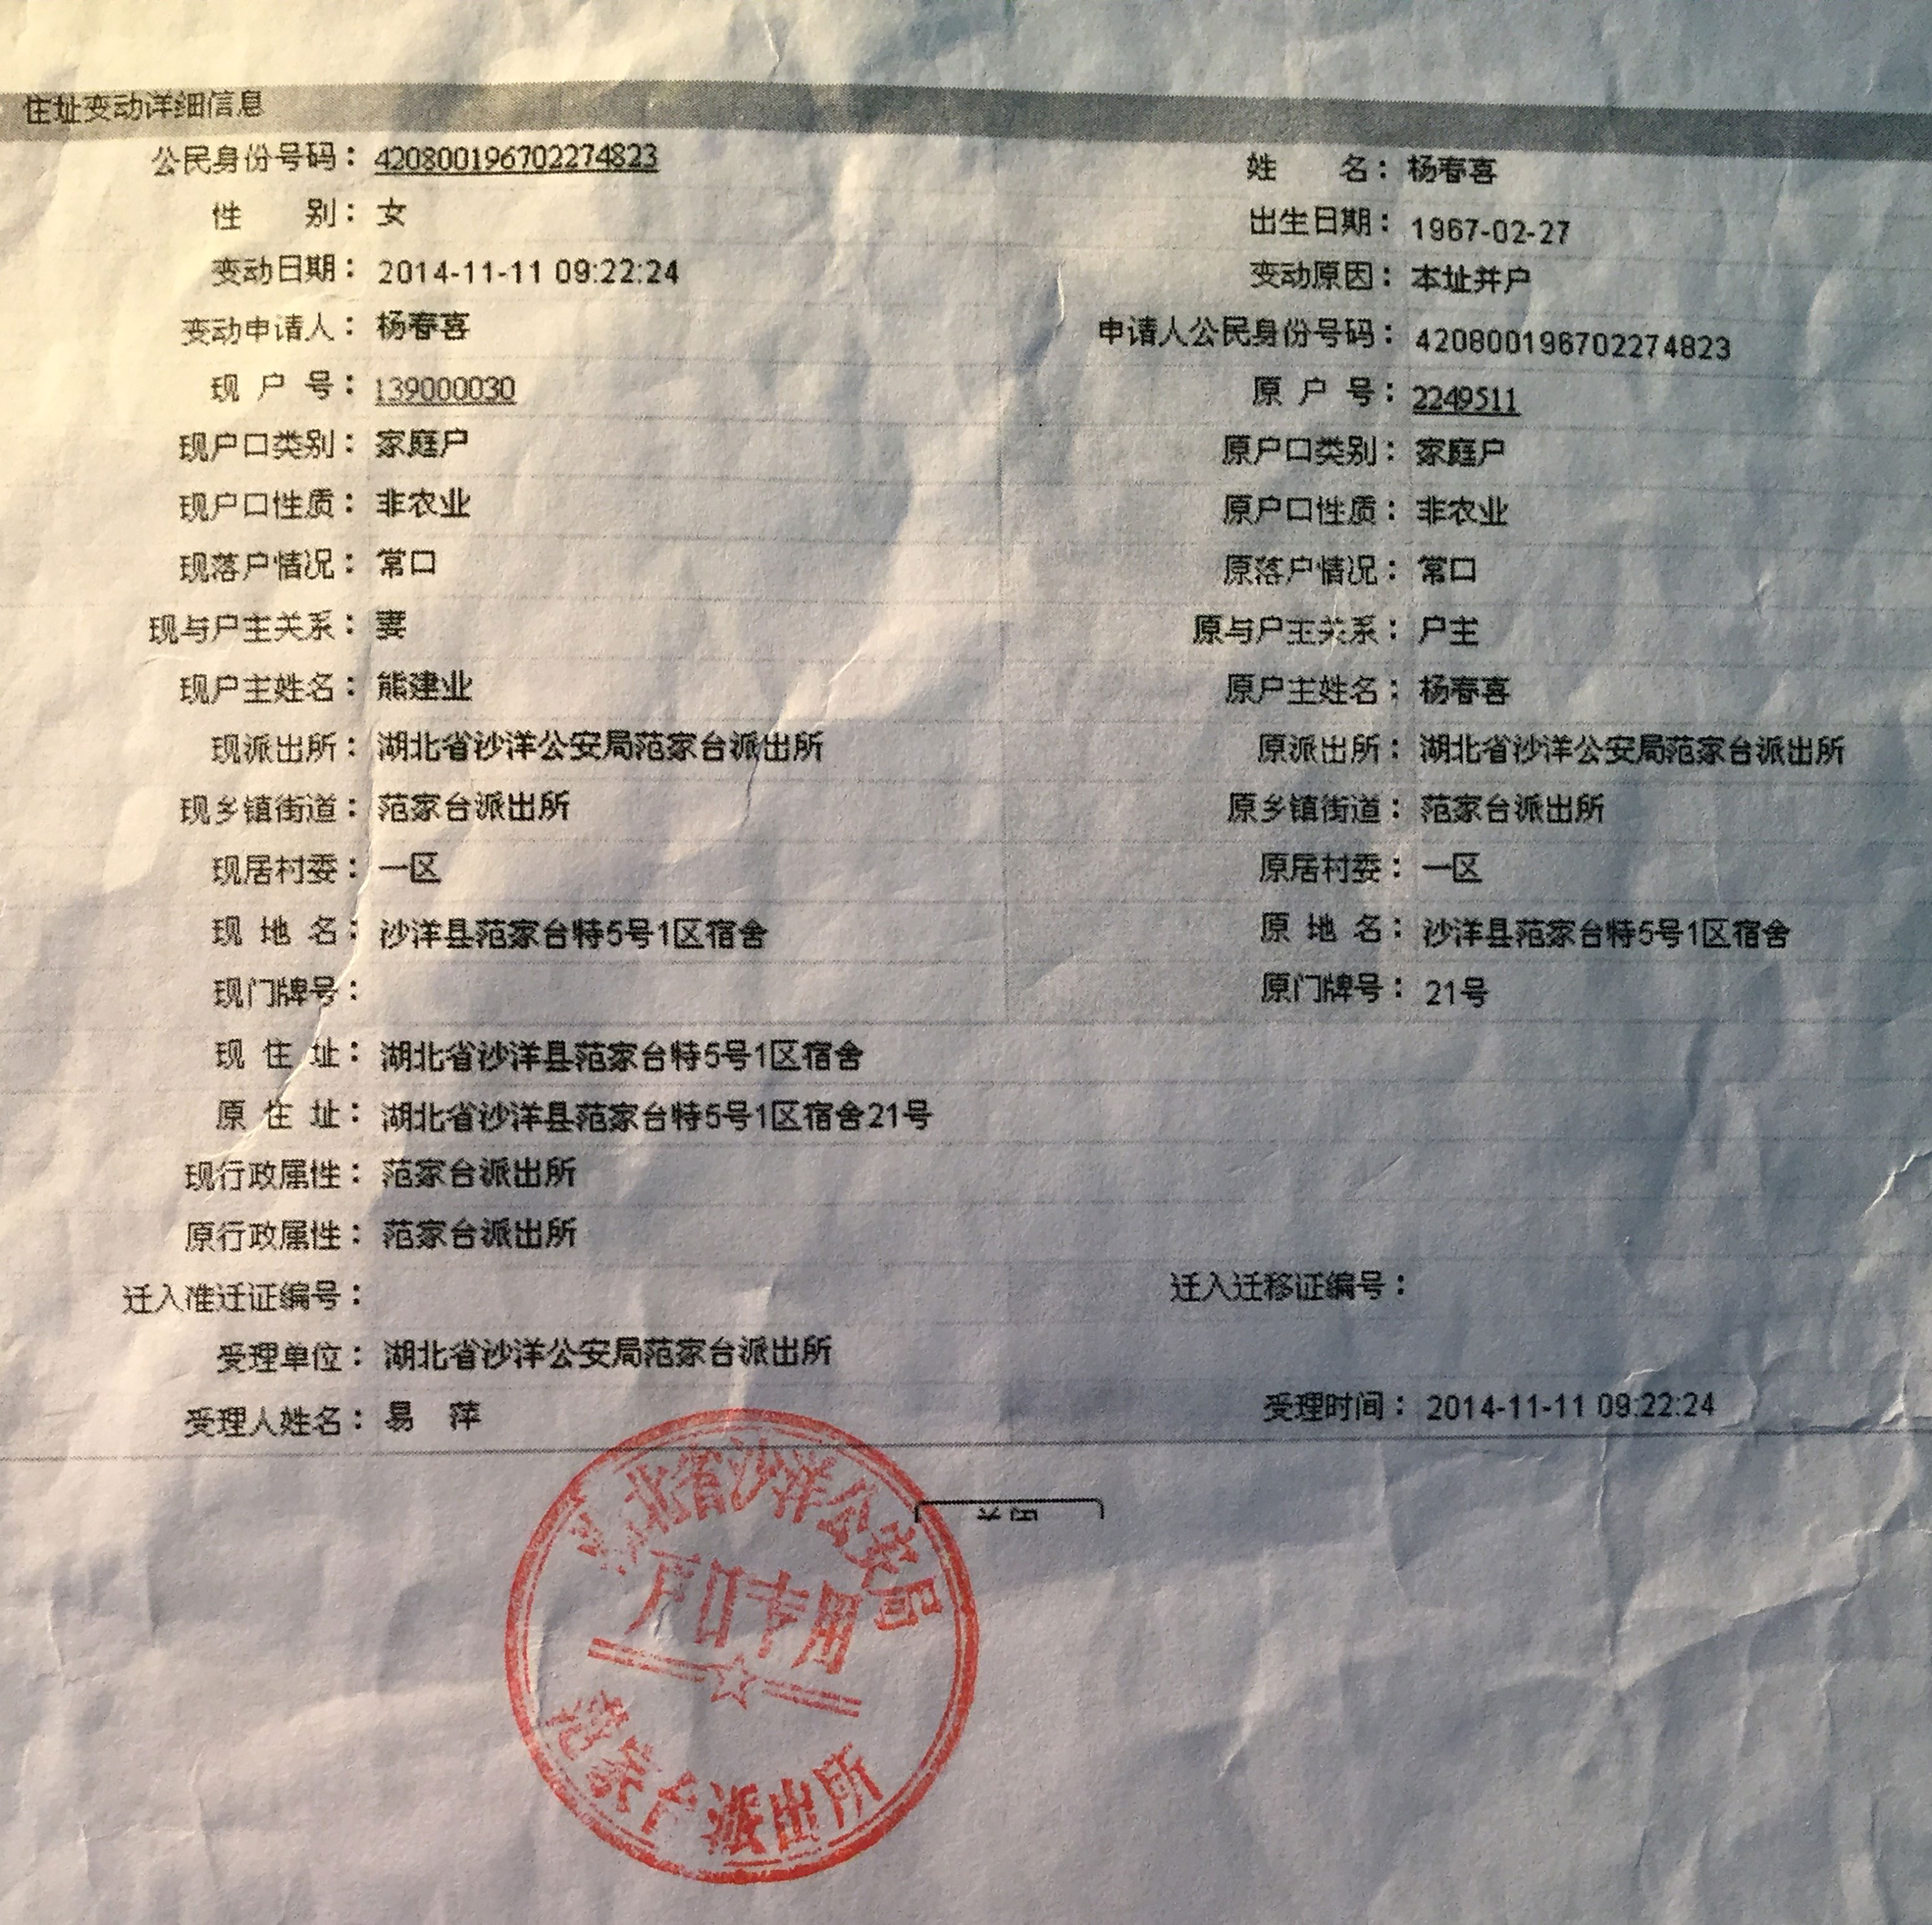 住址变动详细信息
公民身份号码：420800196702274823 姓 名：杨春喜
性 别：女 出生日期：1967-02-27
变动日期：2014-11-11 09:22:24 变动原因：本址并户
变动申请人：杨春喜 申请人公民身份号码：420800196702274823
现 户 号：139000030 原 户 号：2249511
现户口类别：家庭户 原户口类别：家庭户
现户口性质：非农业 原户口性质：非农业
现落户情况：常口 原落户情况：常口
现与户主关系：妻 原与户主关系：户主
现户主姓名：熊建业 原户主姓名：杨春喜
现派出所：湖北省沙洋公安局范家台派出所 原派出所：湖北省沙洋公安局范家台派出所
现乡镇街道：范家台派出所 原乡镇街道：范家台派出所
现居村委：一区 原居村委：一区
现 地 名：沙洋县范家台特5号1区宿舍 原 地 名：沙洋县范家台特5号1区宿舍
现门牌号： 原门牌号：21号
现 住 址：湖北省沙洋县范家台特5号1区宿舍
原 住 址：湖北省沙洋县范家台特5号1区宿舍21号
现行政属性：范家台派出所
原行政属性：范家台派出所
迁入准迁证编号： 迁入迁移证编号：
受理单位：湖北省沙洋公安局范家台派出所
受理人姓名：易 萍 受理时间：2014-11-11 09:22:24
湖北省沙洋公安局
户口专用
范家台派出所